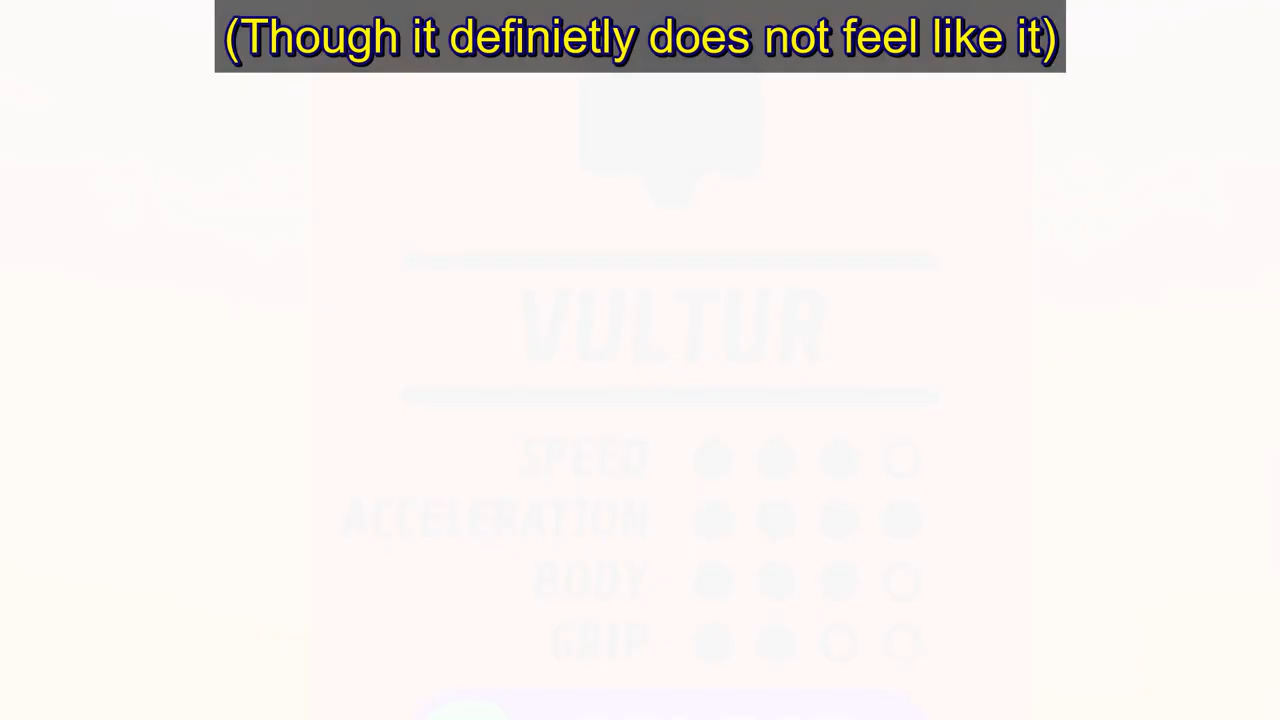 (Though it definietly does not feel like it)
VULTUR
SPEED
ACCELERATION
BODY
GRIP